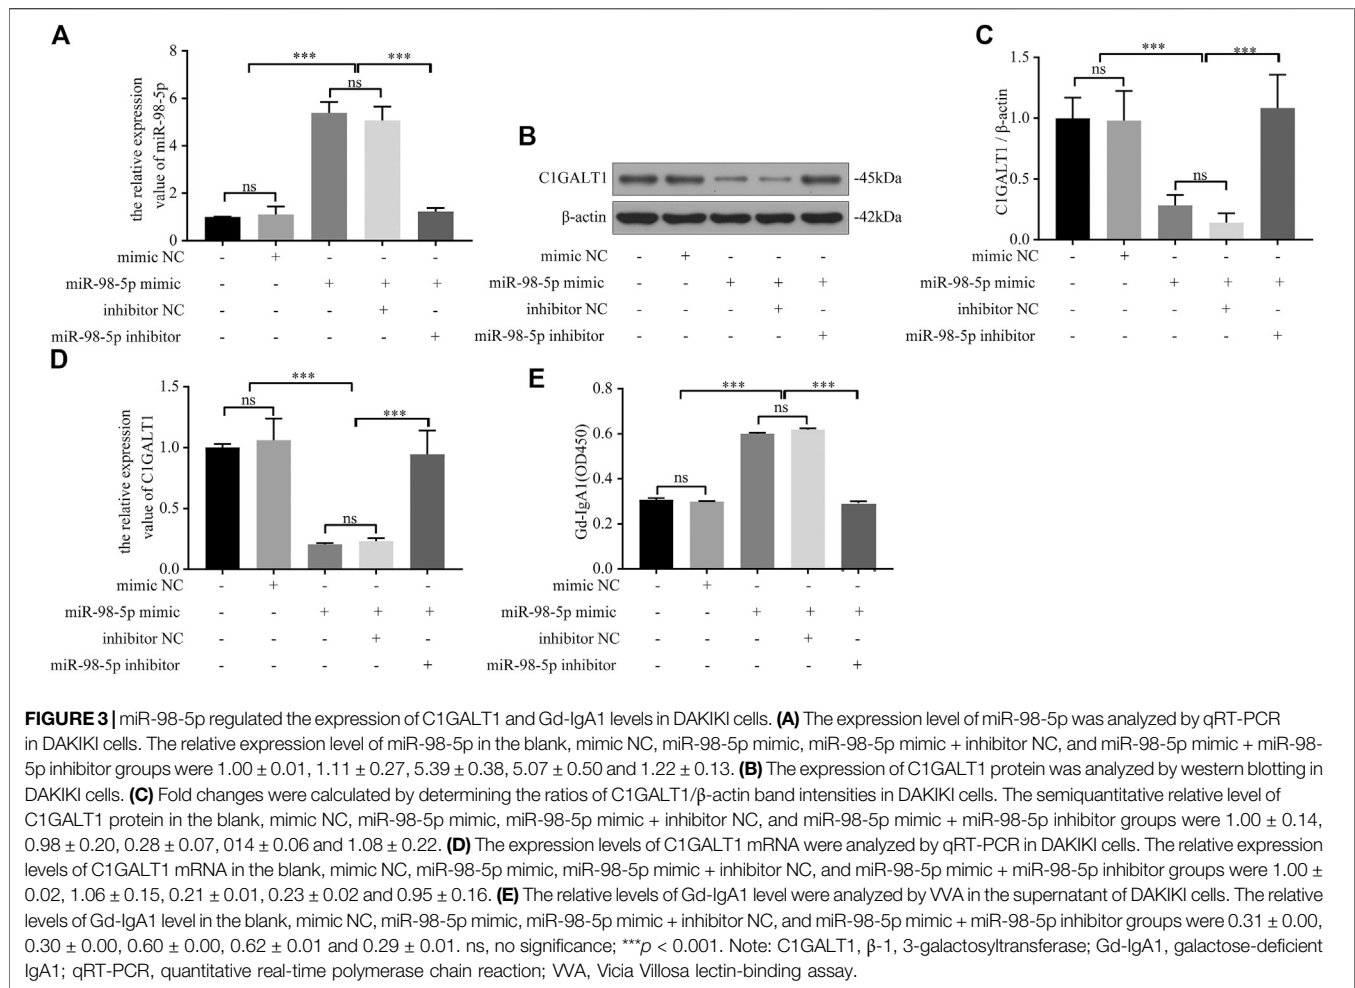 A
the relative expression
value of miR-98-5p
8
6
4
2
0
***
***
ns
ns
mimic NC - + - - -
miR-98-5p mimic - - + + +
inhibitor NC - - - + -
miR-98-5p inhibitor - - - - +
B
C1GALT1 -45kDa
β-actin -42kDa
mimic NC - + - - -
miR-98-5p mimic - - + + +
inhibitor NC - - - + -
miR-98-5p inhibitor - - - - +
C
C1GALT1 / β-actin
1.5
1.0
0.5
0.0
***
***
ns
ns
mimic NC - + - - -
miR-98-5p mimic - - + + +
inhibitor NC - - - + -
miR-98-5p inhibitor - - - - +
D
the relative expression
value of C1GALT1
1.5
1.0
0.5
0.0
***
***
ns
ns
mimic NC - + - - -
miR-98-5p mimic - - + + +
inhibitor NC - - - + -
miR-98-5p inhibitor - - - - +
E
Gd-IgA1(OD450)
0.8
0.6
0.4
0.2
0.0
***
***
ns
ns
mimic NC - + - - -
miR-98-5p mimic - - + + +
inhibitor NC - - - + -
miR-98-5p inhibitor - - - - +
FIGURE 3 | miR-98-5p regulated the expression of C1GALT1 and Gd-IgA1 levels in DAKIKI cells. (A) The expression level of miR-98-5p was analyzed by qRT-PCR
in DAKIKI cells. The relative expression level of miR-98-5p in the blank, mimic NC, miR-98-5p mimic, miR-98-5p mimic + inhibitor NC, and miR-98-5p mimic + miR-98-
5p inhibitor groups were 1.00 ± 0.01, 1.11 ± 0.27, 5.39 ± 0.38, 5.07 ± 0.50 and 1.22 ± 0.13. (B) The expression of C1GALT1 protein was analyzed by western blotting in
DAKIKI cells. (C) Fold changes were calculated by determining the ratios of C1GALT1/β-actin band intensities in DAKIKI cells. The semiquantitative relative level of
C1GALT1 protein in the blank, mimic NC, miR-98-5p mimic, miR-98-5p mimic + inhibitor NC, and miR-98-5p mimic + miR-98-5p inhibitor groups were 1.00 ± 0.14,
0.98 ± 0.20, 0.28 ± 0.07, 014 ± 0.06 and 1.08 ± 0.22. (D) The expression levels of C1GALT1 mRNA were analyzed by qRT-PCR in DAKIKI cells. The relative expression
levels of C1GALT1 mRNA in the blank, mimic NC, miR-98-5p mimic, miR-98-5p mimic + inhibitor NC, and miR-98-5p mimic + miR-98-5p inhibitor groups were 1.00 ±
0.02, 1.06 ± 0.15, 0.21 ± 0.01, 0.23 ± 0.02 and 0.95 ± 0.16. (E) The relative levels of Gd-IgA1 level were analyzed by VVA in the supernatant of DAKIKI cells. The relative
levels of Gd-IgA1 level in the blank, mimic NC, miR-98-5p mimic, miR-98-5p mimic + inhibitor NC, and miR-98-5p mimic + miR-98-5p inhibitor groups were 0.31 ± 0.00,
0.30 ± 0.00, 0.60 ± 0.00, 0.62 ± 0.01 and 0.29 ± 0.01. ns, no significance; ***p < 0.001. Note: C1GALT1, β-1, 3-galactosyltransferase; Gd-IgA1, galactose-deficient
IgA1; qRT-PCR, quantitative real-time polymerase chain reaction; VVA, Vicia Villosa lectin-binding assay.